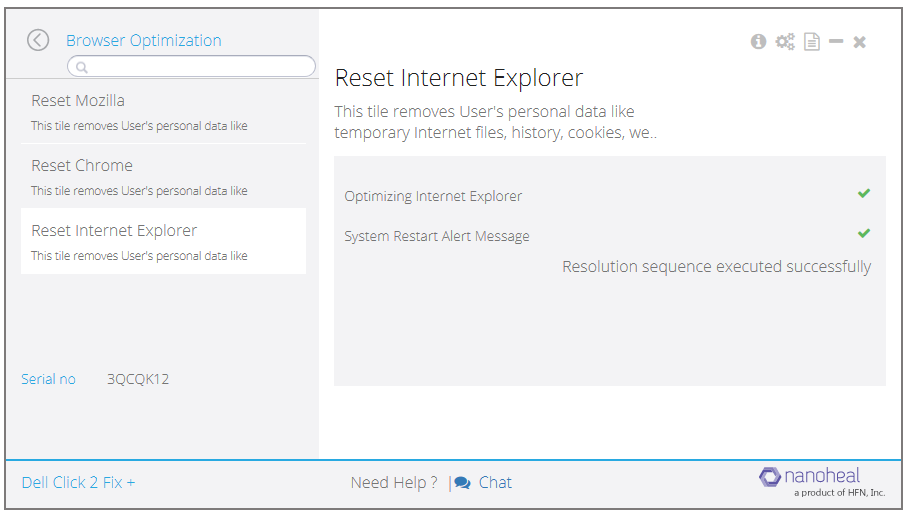 Browser Optimization
Reset Mozilla
This tile removes User's personal data like
Reset Chrome
This tile removes User's personal data like
Reset Internet Explorer
This tile removes User's personal data like
Serial no 3QCQK12
Reset Internet Explorer
This tile removes User's personal data like
temporary Internet files, history, cookies, we..
Optimizing Internet Explorer
System Restart Alert Message
Resolution sequence executed successfully
Dell Click 2 Fix +
Need Help ? | Chat
nanoheal
a product of HFN, Inc.